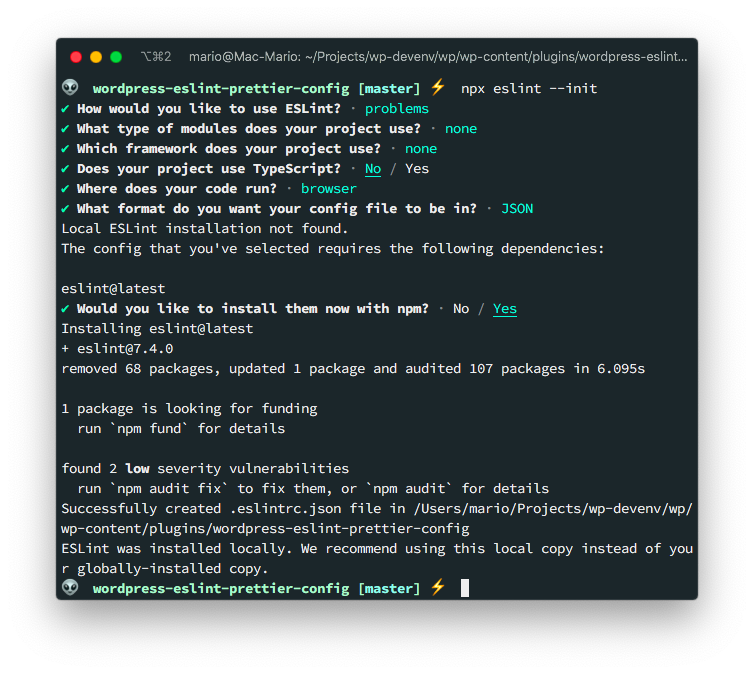 ⌥⌘2 mario@Mac-Mario: ~/Projects/wp-devenv/wp/wp-content/plugins/wordpress-eslint...
👽 wordpress-eslint-prettier-config [master] ⚡ npx eslint --init
✔ How would you like to use ESLint? · problems
✔ What type of modules does your project use? · none
✔ Which framework does your project use? · none
✔ Does your project use TypeScript? · No / Yes
✔ Where does your code run? · browser
✔ What format do you want your config file to be in? · JSON
Local ESLint installation not found.
The config that you've selected requires the following dependencies:
eslint@latest
✔ Would you like to install them now with npm? · No / Yes
Installing eslint@latest
+ eslint@7.4.0
removed 68 packages, updated 1 package and audited 107 packages in 6.095s
1 package is looking for funding
run `npm fund` for details
found 2 low severity vulnerabilities
run `npm audit fix` to fix them, or `npm audit` for details
Successfully created .eslintrc.json file in /Users/mario/Projects/wp-devenv/wp/
wp-content/plugins/wordpress-eslint-prettier-config
ESLint was installed locally. We recommend using this local copy instead of you
r globally-installed copy.
👽 wordpress-eslint-prettier-config [master] ⚡